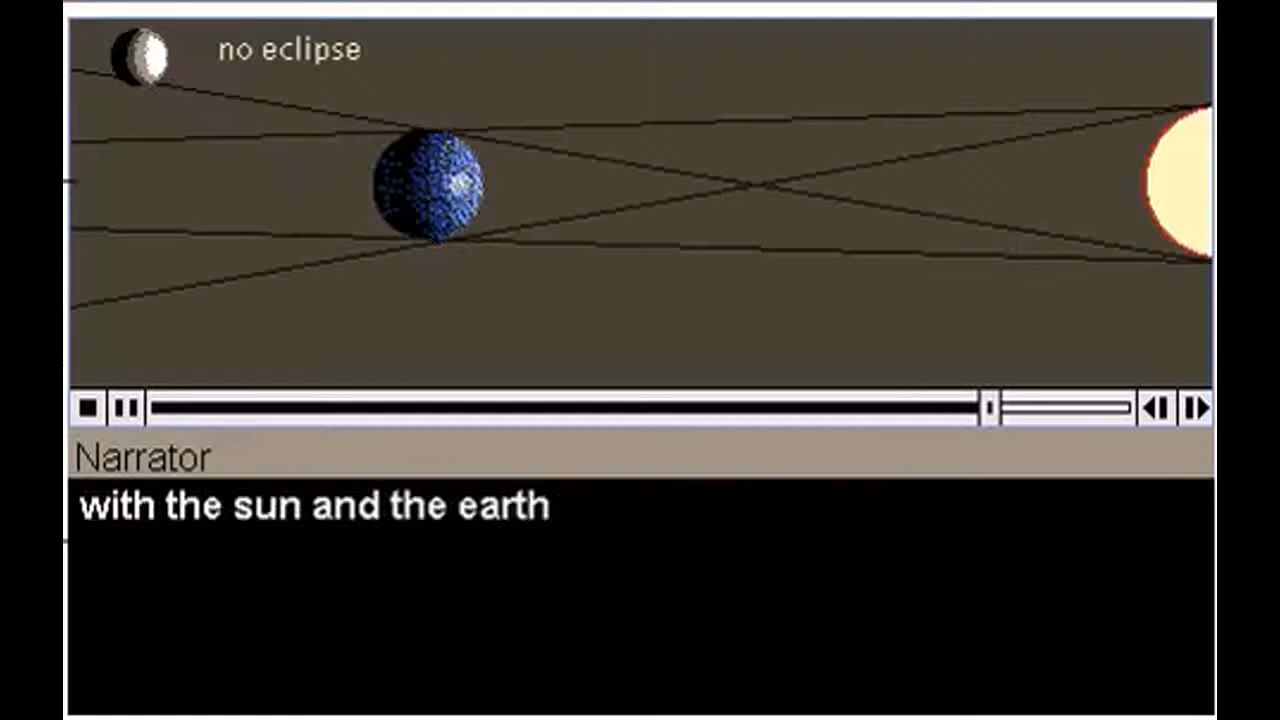 no eclipse
Narrator
with the sun and the earth